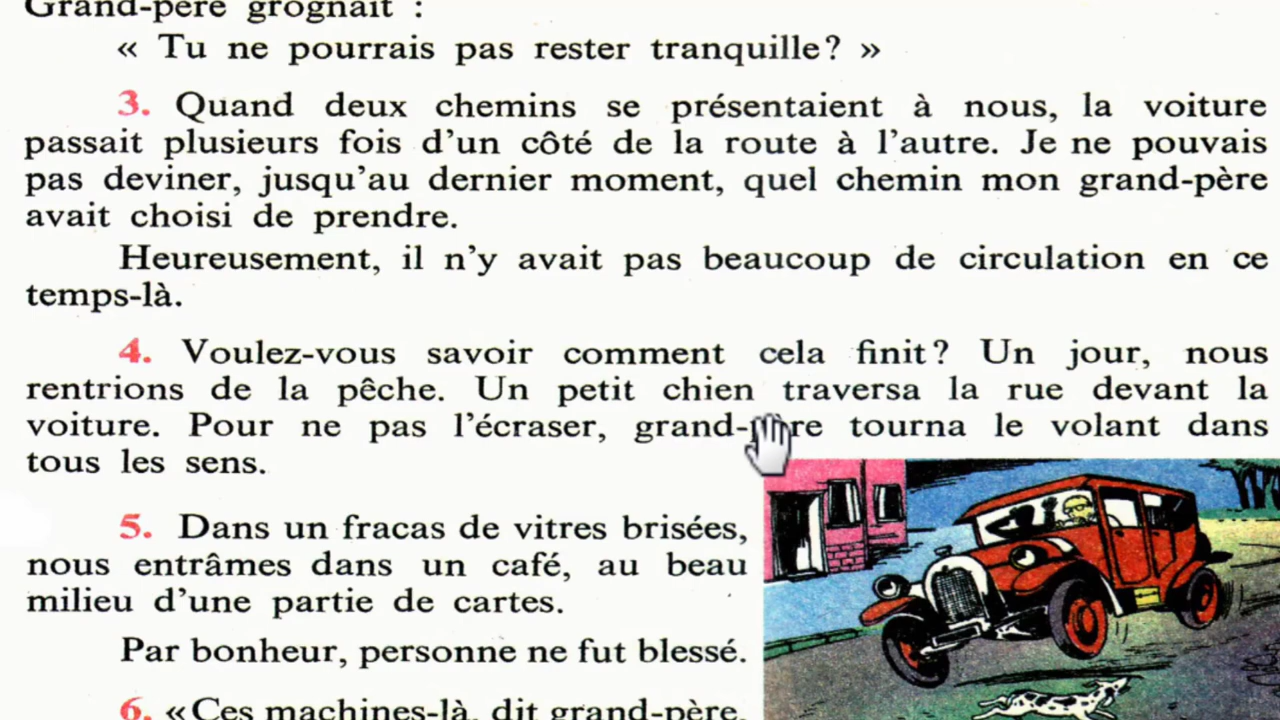 Grand-père grognait :
« Tu ne pourrais pas rester tranquille? »
3. Quand deux chemins se présentaient à nous, la voiture
passait plusieurs fois d'un côté de la route à l'autre. Je ne pouvais
pas deviner, jusqu'au dernier moment, quel chemin mon grand-père
avait choisi de prendre.
Heureusement, il n'y avait pas beaucoup de circulation en ce
temps-là.
4. Voulez-vous savoir comment cela finit? Un jour, nous
rentrions de la pêche. Un petit chien traversa la rue devant la
voiture. Pour ne pas l'écraser, grand-père tourna le volant dans
tous les sens.
5. Dans un fracas de vitres brisées,
nous entrâmes dans un café, au beau
milieu d'une partie de cartes.
Par bonheur, personne ne fut blessé.
6. « Ces machines-là, dit grand-père,